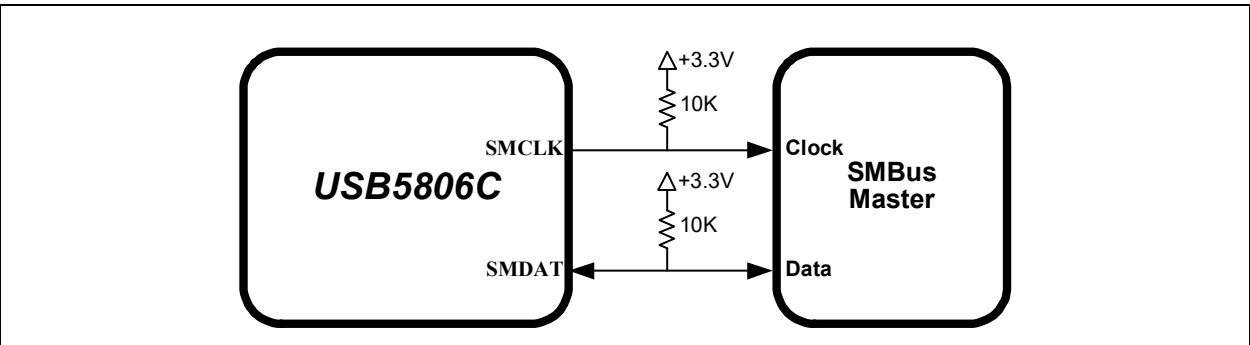 +3.3V
10K
SMCLK
Clock
USB5806C
SMBus
Master
+3.3V
10K
SMDAT
Data